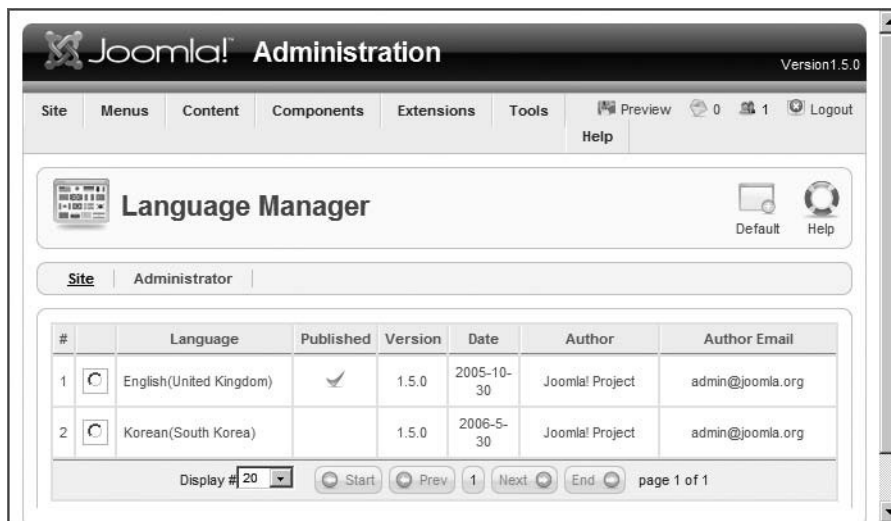 Joomla! Administration
Version1.5.0
Site Menus Content Components Extensions Tools Preview 0 1 Logout
Help
Language Manager
Default Help
Site Administrator
# Language Published Version Date Author Author Email
1 English(United Kingdom) 1.5.0 2005-10-30 Joomla! Project admin@joomla.org
2 Korean(South Korea) 1.5.0 2006-5-30 Joomla! Project admin@joomla.org
Display # 20 Start Prev 1 Next End page 1 of 1